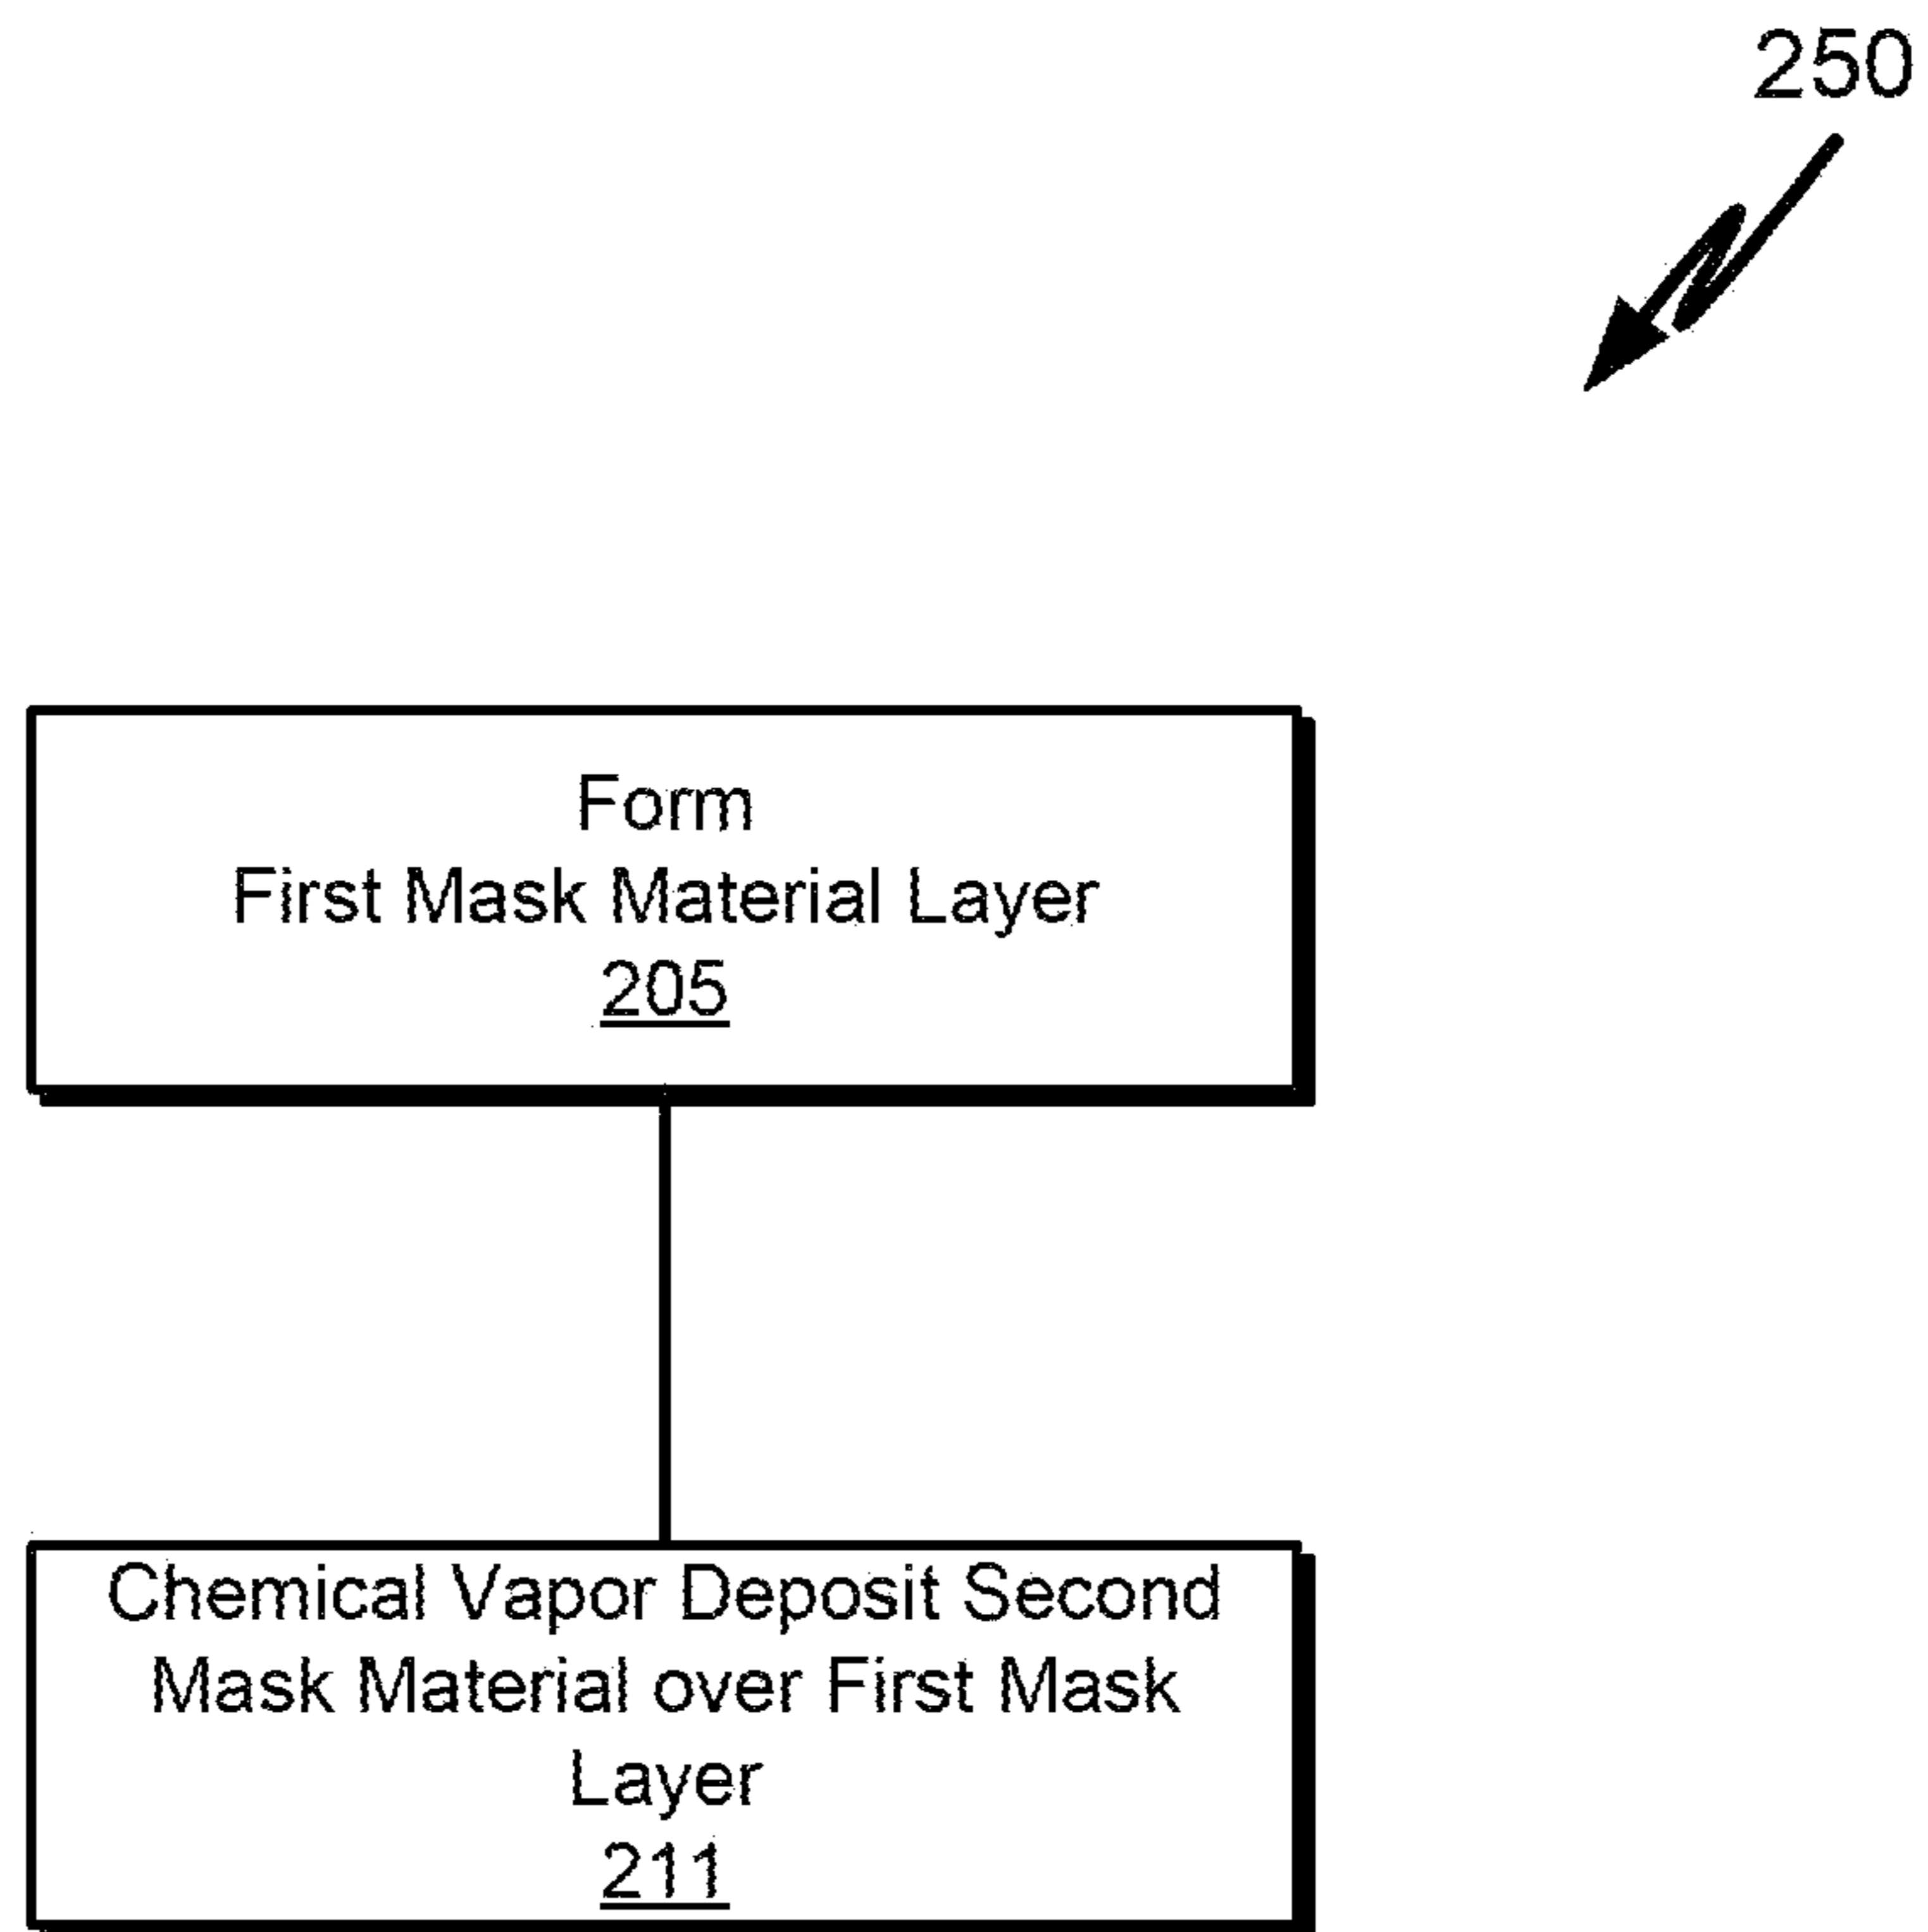 250
Form
First Mask Material Layer
205
Chemical Vapor Deposit Second
Mask Material over First Mask
Layer
211